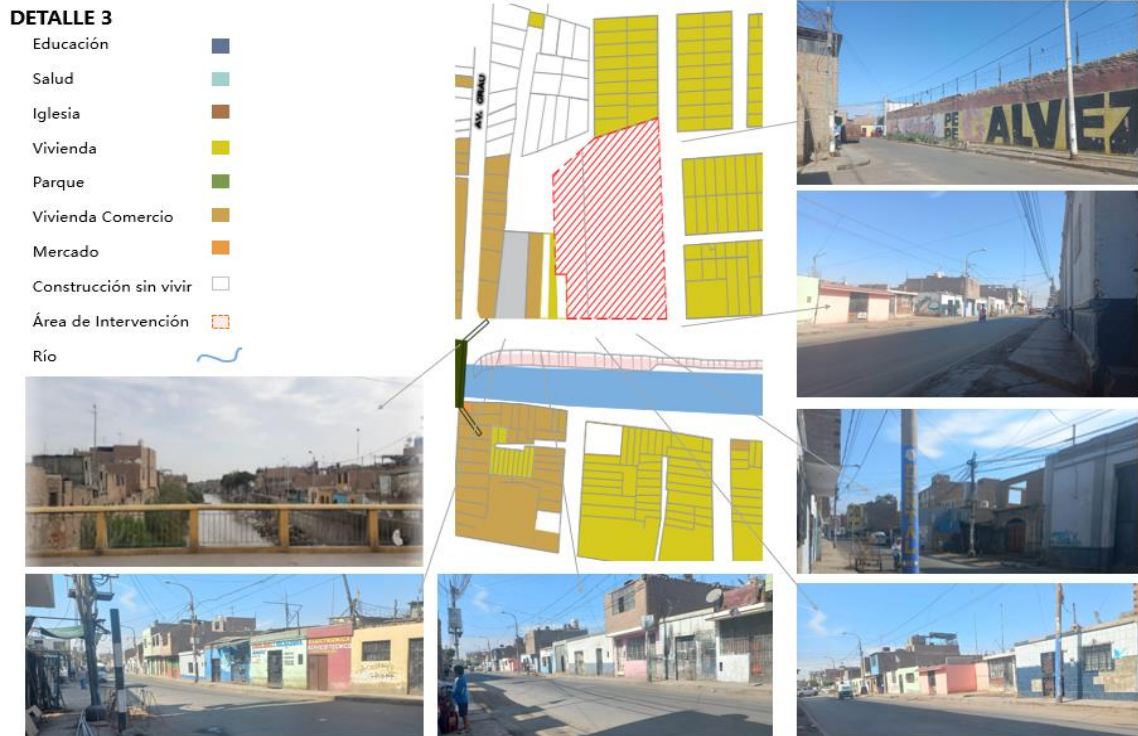 DETALLE 3
Educación
Salud
Iglesia
Vivienda
Parque
Vivienda Comercio
Mercado
Construcción sin vivir
Área de Intervención
Río
AV. GRAU
PE
PE
ALVEZ